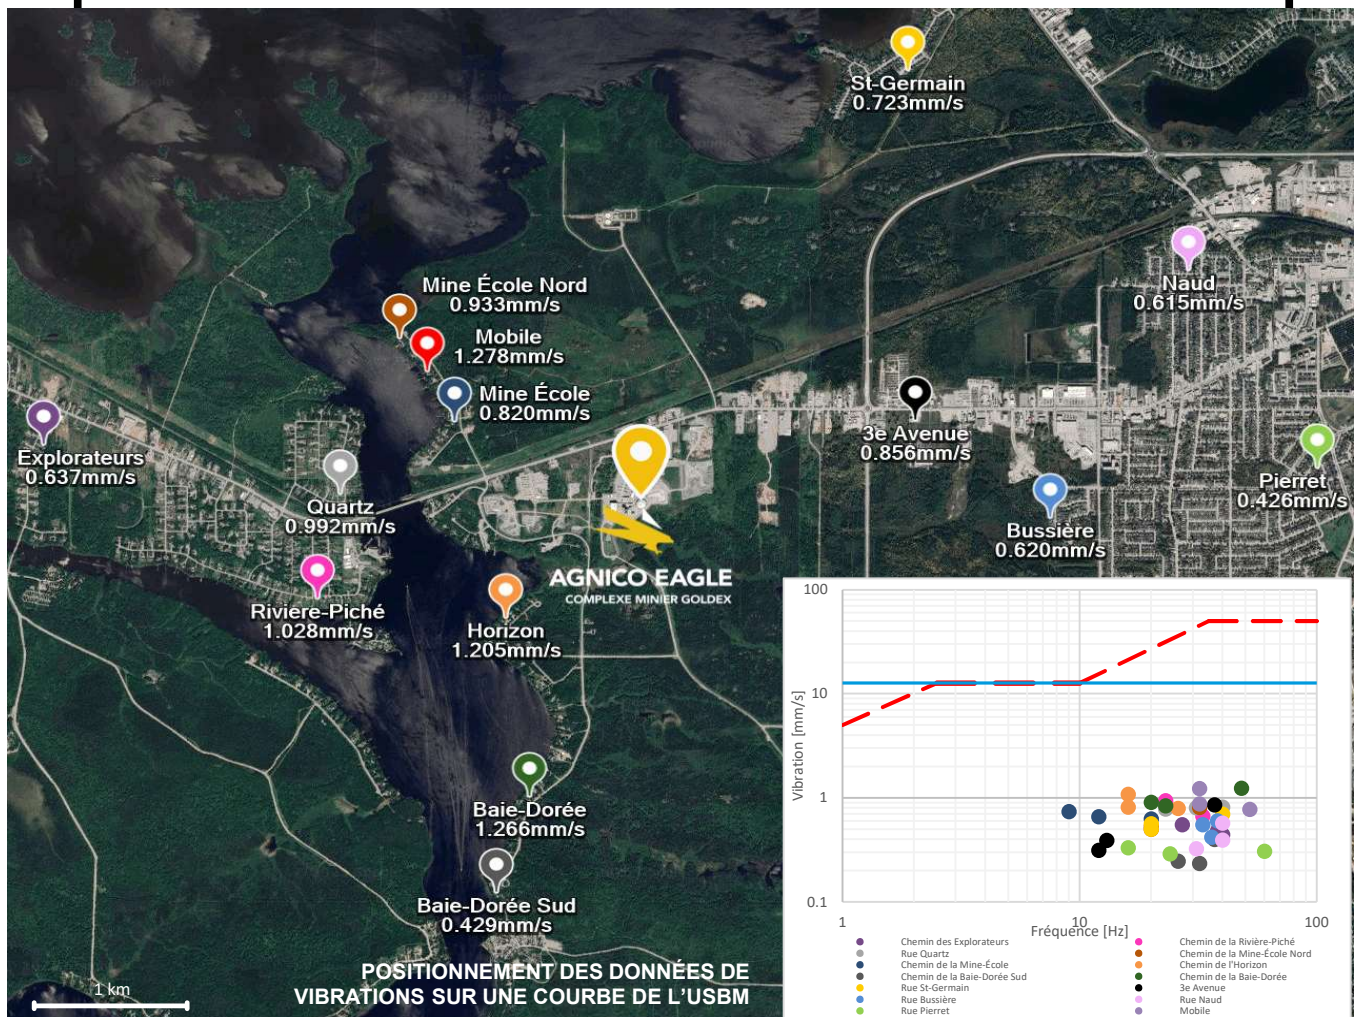 St-Germain
0.723mm/s
Naud
0.615mm/s
Mine École Nord
0.933mm/s
Mobile
1.278mm/s
Mine École
0.820mm/s
Explorateurs
0.637mm/s
Quartz
0.992mm/s
3e Avenue
0.856mm/s
Pierret
0.426mm/s
Bussière
0.620mm/s
AGNICO EAGLE
COMPLEXE MINIER GOLDEX
Riviere-Piché
1.028mm/s
Horizon
1.205mm/s
Baie-Dorée
1.266mm/s
Baie-Dorée Sud
0.429mm/s
POSITIONNEMENT DES DONNÉES DE
VIBRATIONS SUR UNE COURBE DE L'USBM
1 km
100
10
1
0.1
Vibration [mm/s]
1 10 100
Fréquence [Hz]
Chemin des Explorateurs
Chemin de la Rivière-Piché
Rue Quartz
Chemin de la Mine-École Nord
Chemin de la Mine-École
Chemin de l'Horizon
Chemin de la Baie-Dorée Sud
Chemin de la Baie-Dorée
Rue St-Germain
3e Avenue
Rue Bussière
Rue Naud
Rue Pierret
Mobile